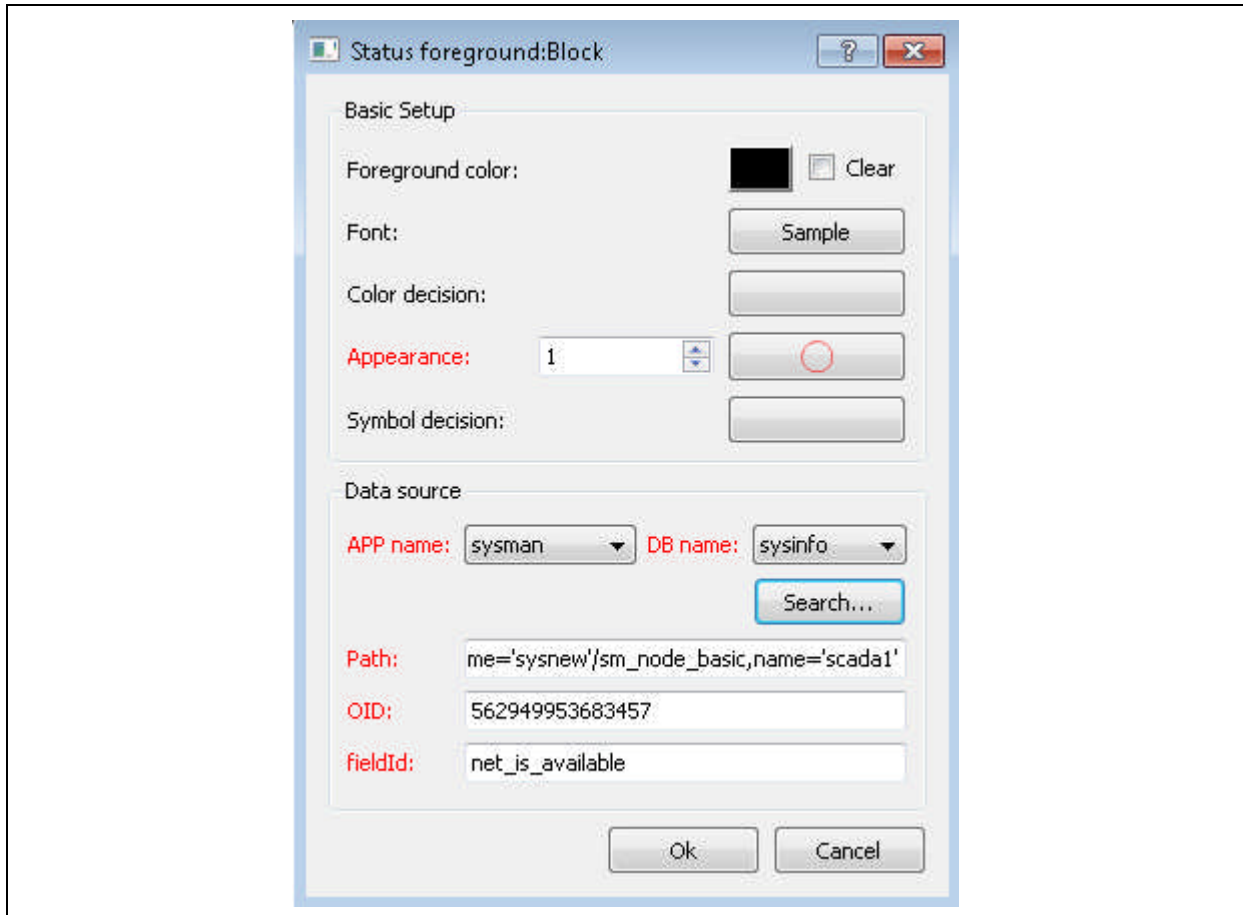 Status foreground:Block
Basic Setup
Foreground color: Clear
Font: Sample
Color decision:
Appearance: 1
Symbol decision:
Data source
APP name: sysman DB name: sysinfo
Search...
Path: me='sysnew'/sm_node_basic,name='scada1'
OID: 562949953683457
fieldId: net_is_available
Ok Cancel